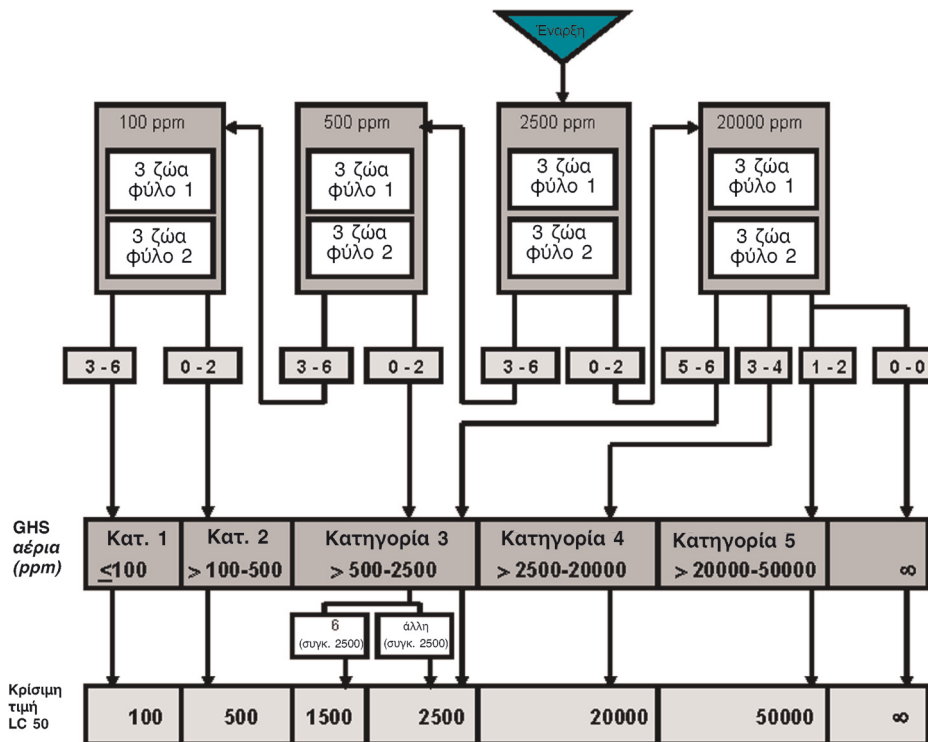 Έναρξη
100 ppm
500 ppm
2500 ppm
20000 ppm
3 ζώα
φύλο 1
3 ζώα
φύλο 1
3 ζώα
φύλο 1
3 ζώα
φύλο 1
3 ζώα
φύλο 2
3 ζώα
φύλο 2
3 ζώα
φύλο 2
3 ζώα
φύλο 2
3 - 6
0 - 2
3 - 6
0 - 2
3 - 6
0 - 2
5 - 6
3 - 4
1 - 2
0 - 0
GHS
αέρια
(ppm)
Κατ. 1
≤100
Κατ. 2
> 100-500
Κατηγορία 3
> 500-2500
Κατηγορία 4
> 2500-20000
Κατηγορία 5
> 20000-50000
∞
6
(συγκ. 2500)
άλλη
(συγκ. 2500)
Κρίσιμη
τιμή
LC 50
100
500
1500
2500
20000
50000
∞